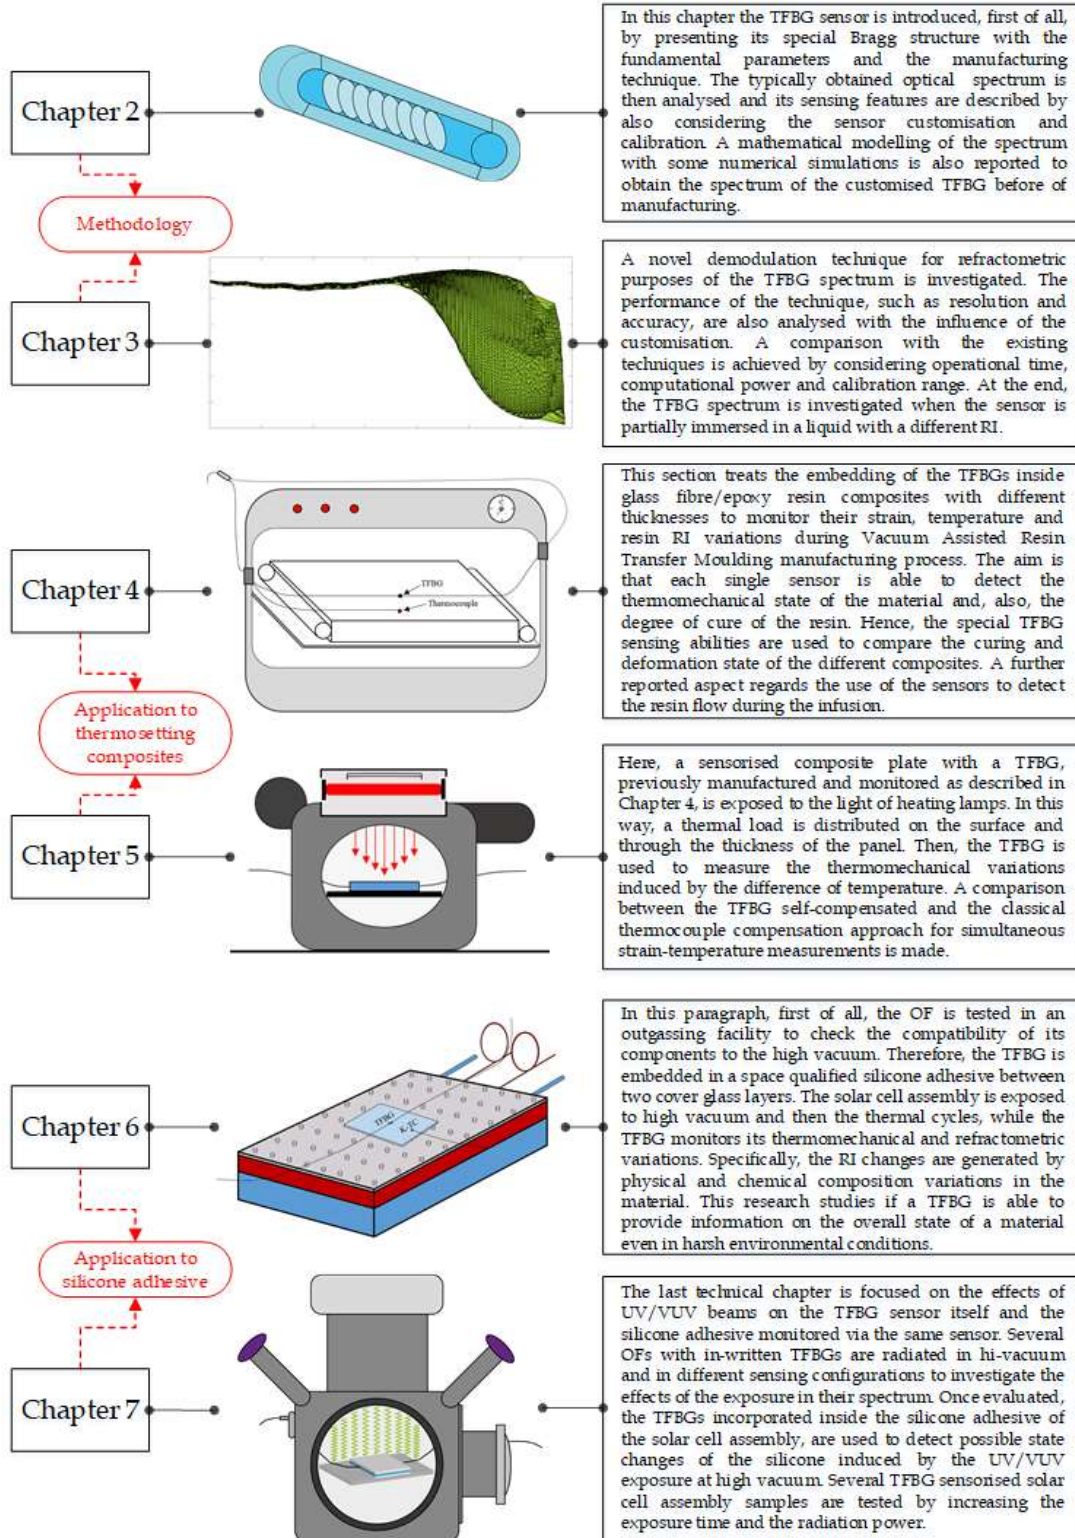 Chapter 2
In this chapter the TFBG sensor is introduced, first of all,
by presenting its special Bragg structure with the
fundamental parameters and the manufacturing
technique. The typically obtained optical spectrum is
then analysed and its sensing features are described by
also considering the sensor customisation and
calibration. A mathematical modelling of the spectrum
with some numerical simulations is also reported to
obtain the spectrum of the customised TFBG before of
manufacturing.
Methodology
Chapter 3
A novel demodulation technique for refractometric
purposes of the TFBG spectrum is investigated. The
performance of the technique, such as resolution and
accuracy, are also analysed with the influence of the
customisation. A comparison with the existing
techniques is achieved by considering operational time,
computational power and calibration range. At the end,
the TFBG spectrum is investigated when the sensor is
partially immersed in a liquid with a different RI.
Chapter 4
TFBG
Thermocouple
This section treats the embedding of the TFBGs inside
glass fibre/epoxy resin composites with different
thicknesses to monitor their strain, temperature and
resin RI variations during Vacuum Assisted Resin
Transfer Moulding manufacturing process. The aim is
that each single sensor is able to detect the
thermomechanical state of the material and, also, the
degree of cure of the resin. Hence, the special TFBG
sensing abilities are used to compare the curing and
deformation state of the different composites. A further
reported aspect regards the use of the sensors to detect
the resin flow during the infusion.
Application to
thermosetting
composites
Chapter 5
Here, a sensorised composite plate with a TFBG,
previously manufactured and monitored as described in
Chapter 4, is exposed to the light of heating lamps. In this
way, a thermal load is distributed on the surface and
through the thickness of the panel. Then, the TFBG is
used to measure the thermomechanical variations
induced by the difference of temperature. A comparison
between the TFBG self-compensated and the classical
thermocouple compensation approach for simultaneous
strain-temperature measurements is made.
Chapter 6
TFBG
K-TC
In this paragraph, first of all, the OF is tested in an
outgassing facility to check the compatibility of its
components to the high vacuum. Therefore, the TFBG is
embedded in a space qualified silicone adhesive between
two cover glass layers. The solar cell assembly is exposed
to high vacuum and then the thermal cycles, while the
TFBG monitors its thermomechanical and refractometric
variations. Specifically, the RI changes are generated by
physical and chemical composition variations in the
material. This research studies if a TFBG is able to
provide information on the overall state of a material
even in harsh environmental conditions.
Application to
silicone adhesive
Chapter 7
The last technical chapter is focused on the effects of
UV/VUV beams on the TFBG sensor itself and the
silicone adhesive monitored via the same sensor. Several
OFs with in-written TFBGs are radiated in hi-vacuum
and in different sensing configurations to investigate the
effects of the exposure in their spectrum. Once evaluated,
the TFBGs incorporated inside the silicone adhesive of
the solar cell assembly, are used to detect possible state
changes of the silicone induced by the UV/VUV
exposure at high vacuum. Several TFBG sensorised solar
cell assembly samples are tested by increasing the
exposure time and the radiation power.